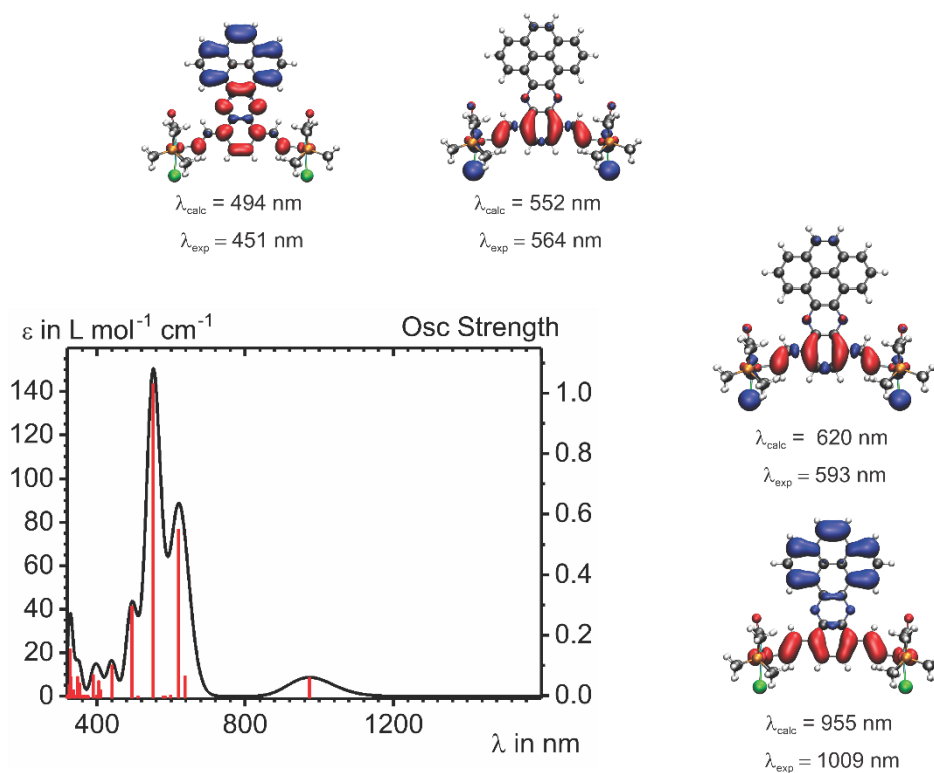 λcalc = 494 nm
λexp = 451 nm
λcalc = 552 nm
λexp = 564 nm
λcalc = 620 nm
λexp = 593 nm
λcalc = 955 nm
λexp = 1009 nm
ε in L mol⁻¹ cm⁻¹ Osc Strength
140
120
100
80
60
40
20
0
1.0
0.8
0.6
0.4
0.2
0.0
400 800 1200
λ in nm